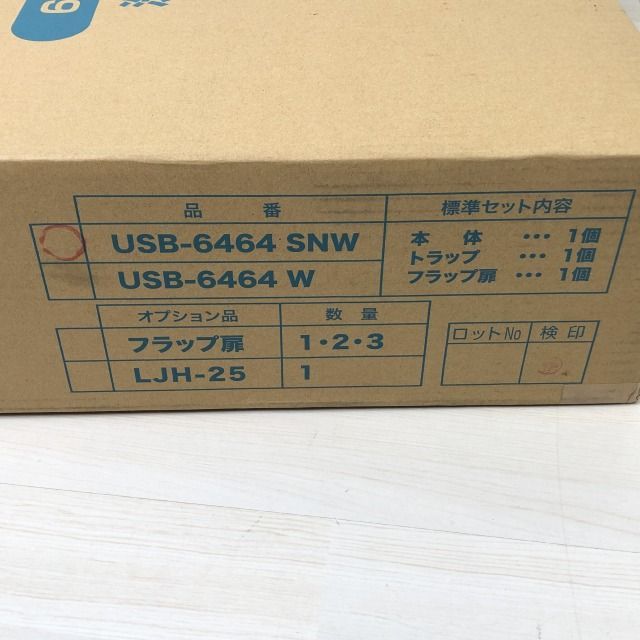 6
品 番
標準セット内容
USB-6464 SNW
本 体 ・・・ 1個
トラップ ・・・ 1個
USB-6464 W
フラップ扉 ・・・ 1個
オプション品
数 量
フラップ扉
1・2・3
LJH-25
1
ロットNo
検 印